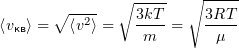 ⟨v_кв⟩ = √⟨v²⟩ = √(3kT/m) = √(3RT/μ)